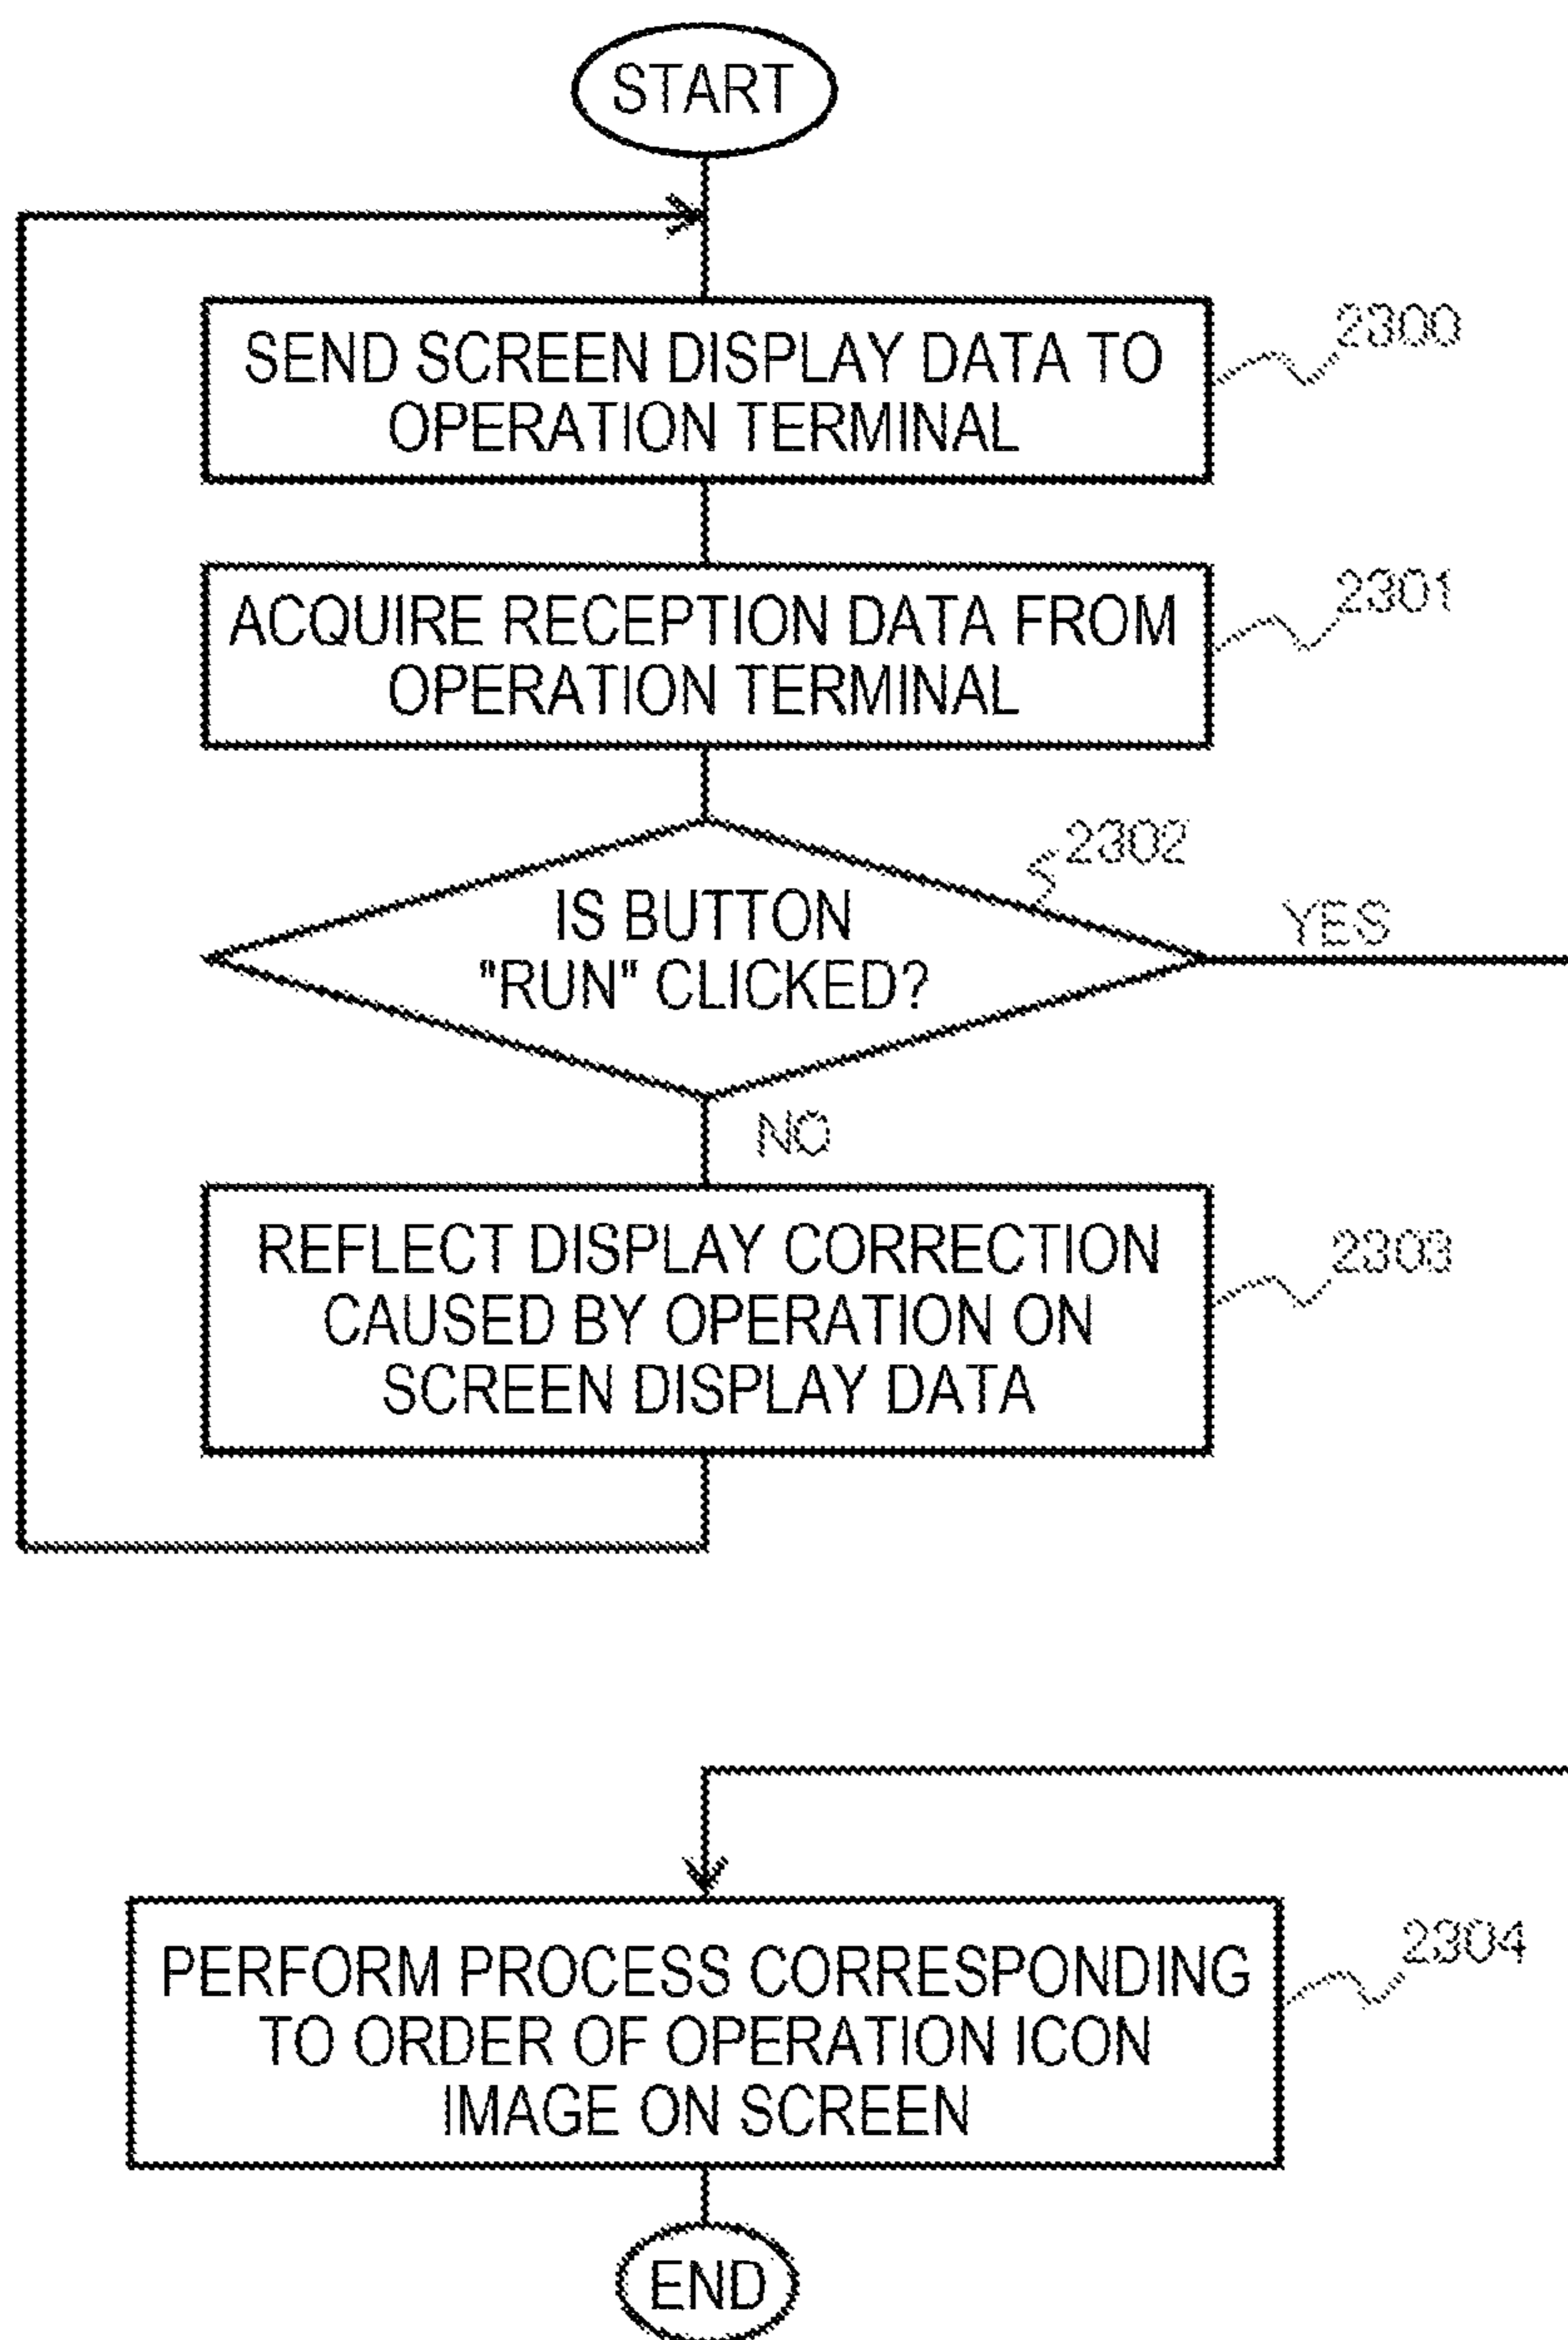 START
SEND SCREEN DISPLAY DATA TO
OPERATION TERMINAL
2300
ACQUIRE RECEPTION DATA FROM
OPERATION TERMINAL
2301
2302
IS BUTTON
"RUN" CLICKED?
YES
NO
REFLECT DISPLAY CORRECTION
CAUSED BY OPERATION ON
SCREEN DISPLAY DATA
2303
PERFORM PROCESS CORRESPONDING
TO ORDER OF OPERATION ICON
IMAGE ON SCREEN
2304
END